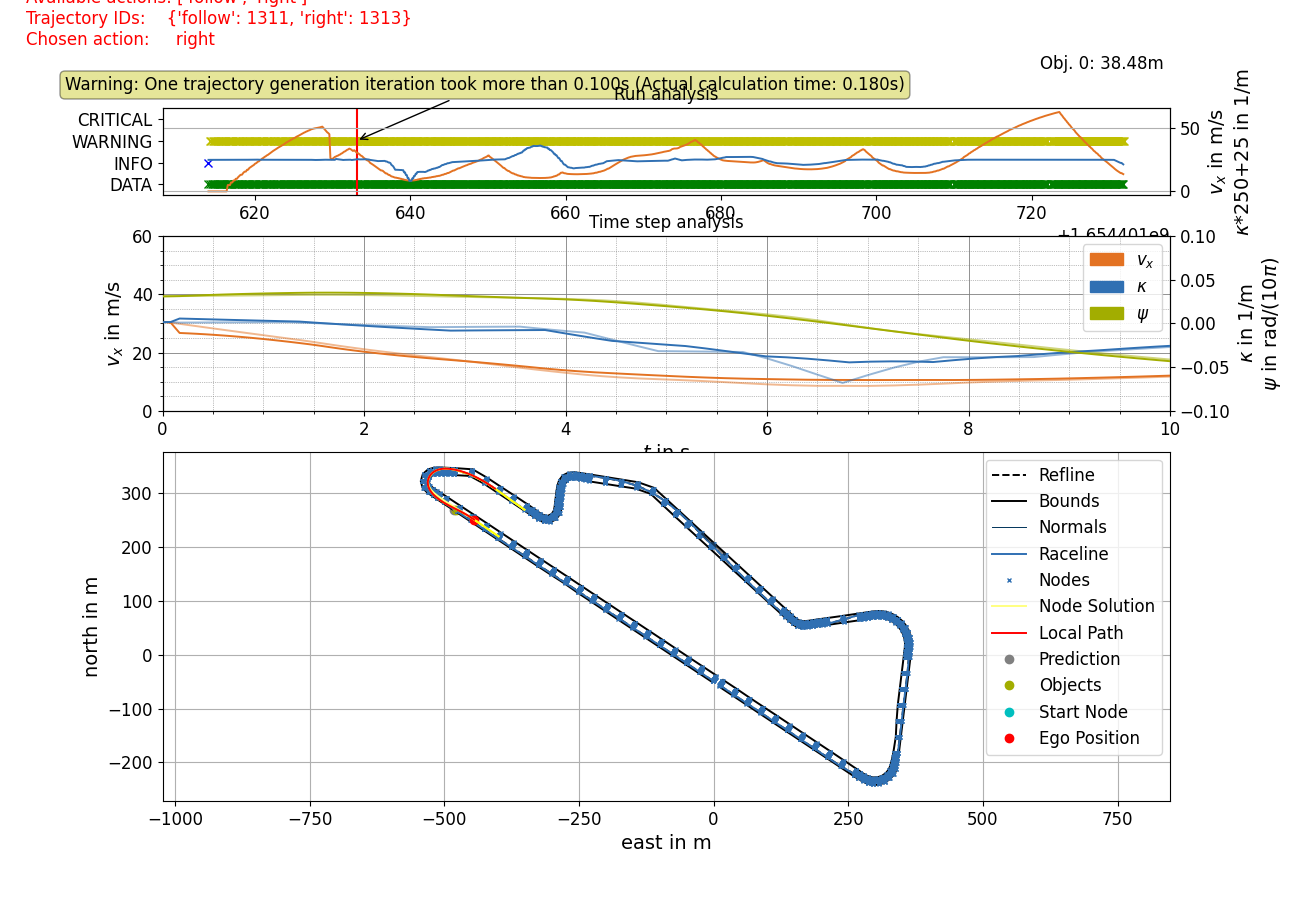 Available actions: ['follow', 'right']
Trajectory IDs: {'follow': 1311, 'right': 1313}
Chosen action: right
Obj. 0: 38.48m
Warning: One trajectory generation iteration took more than 0.100s (Actual calculation time: 0.180s)
Run analysis
CRITICAL
WARNING
INFO
DATA
50
0
v_x in m/s
κ*250+25 in 1/m
620 640 660 680 700 720
+1.654401e9
Time step analysis
60
40
20
0
v_x in m/s
0.10
0.05
0.00
−0.05
−0.10
κ in 1/m
ψ in rad/(10π)
v_x
κ
ψ
0 2 4 6 8 10
t in s
300
200
100
0
−100
−200
north in m
−1000 −750 −500 −250 0 250 500 750
east in m
Refline
Bounds
Normals
Raceline
Nodes
Node Solution
Local Path
Prediction
Objects
Start Node
Ego Position